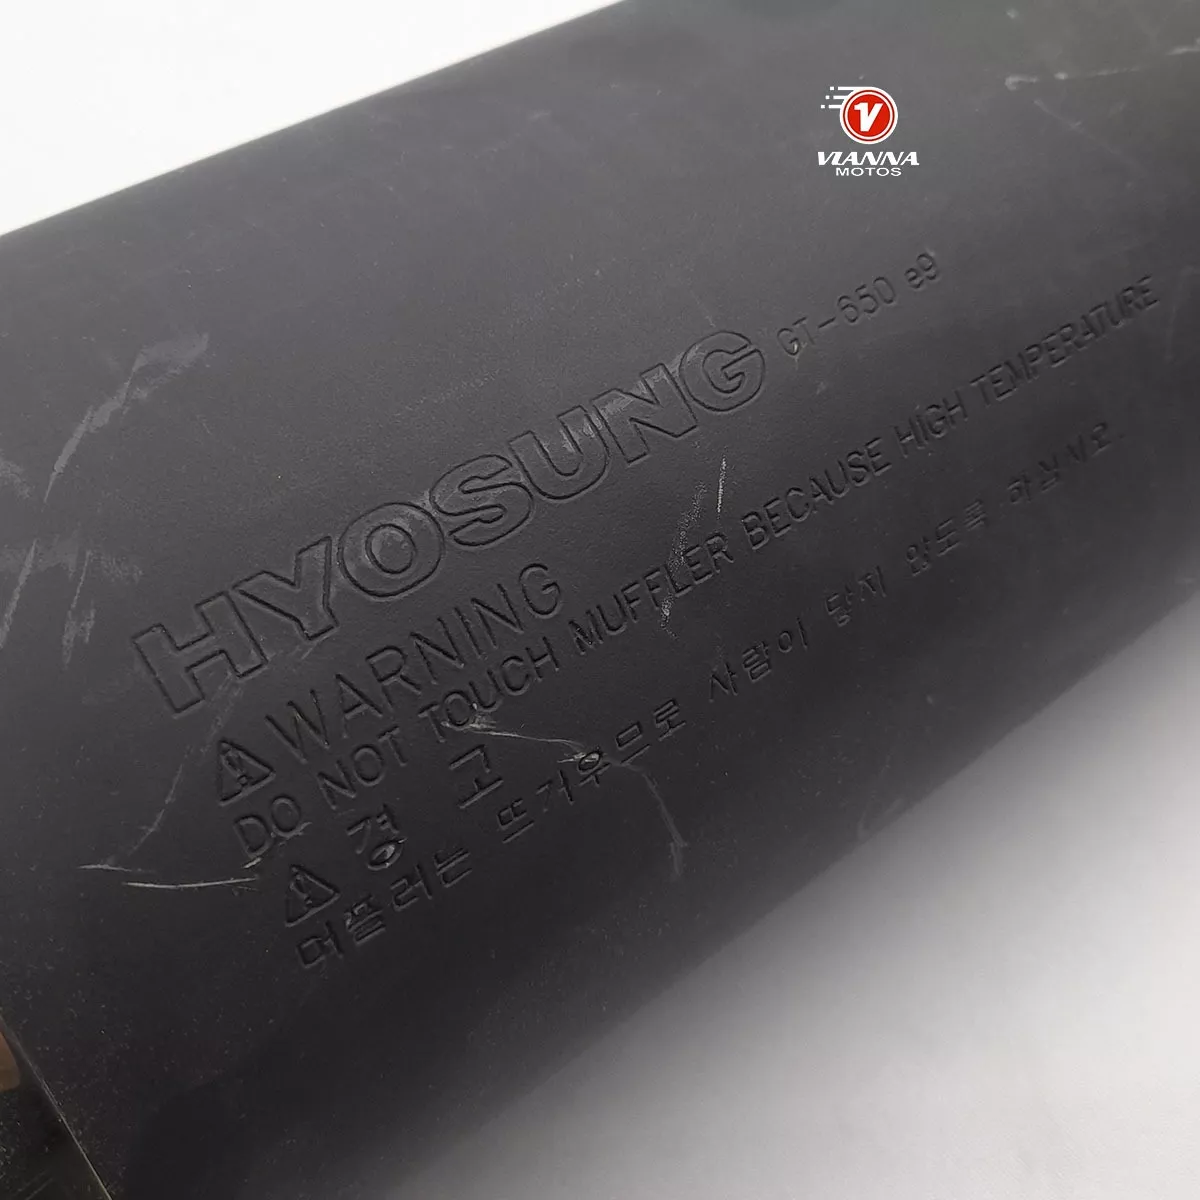 V
VIANNA
MOTOS
HYOSUNG GT-650 e9
WARNING
DO NOT TOUCH MUFFLER BECAUSE HIGH TEMPERATURE
경 고
머플러는 뜨거우므로 사람이 닿지 않도록 하십시오.